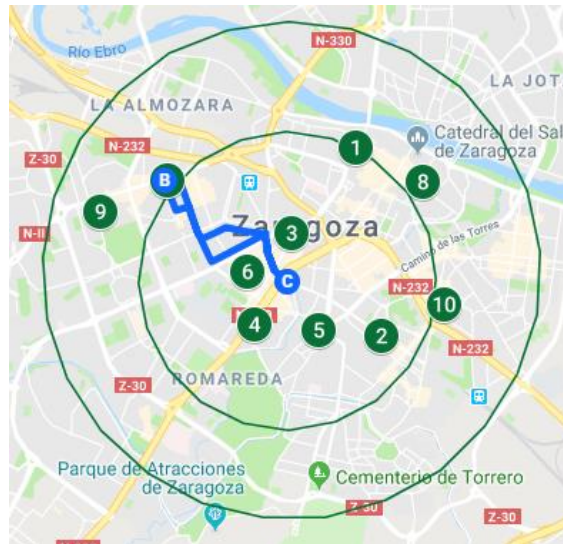 N-330
Río Ebro
LA ALMOZARA
LA JOT
Catedral del Sal
de Zaragoza
N-232
Z-30
1
B
8
9
N-II
Zaragoza
3
Camino de las Torres
6
C
N-232
10
4
5
2
N-232
ROMAREDA
Z-30
Parque de Atracciones
de Zaragoza
Cementerio de Torrero
Z-30
Z-30